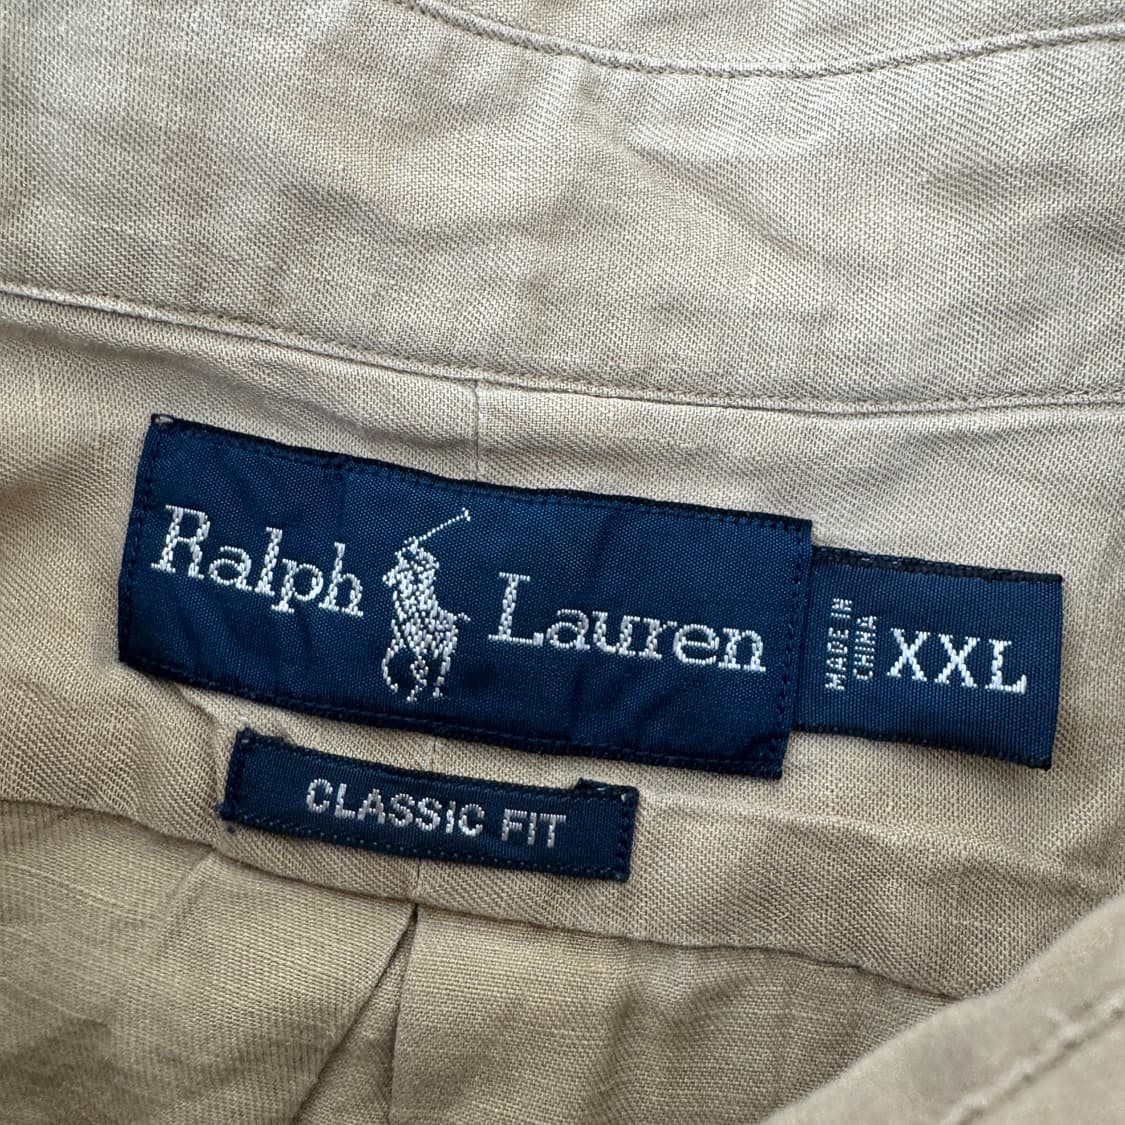 Ralph Lauren
MADE IN
CHINA
XXL
CLASSIC FIT